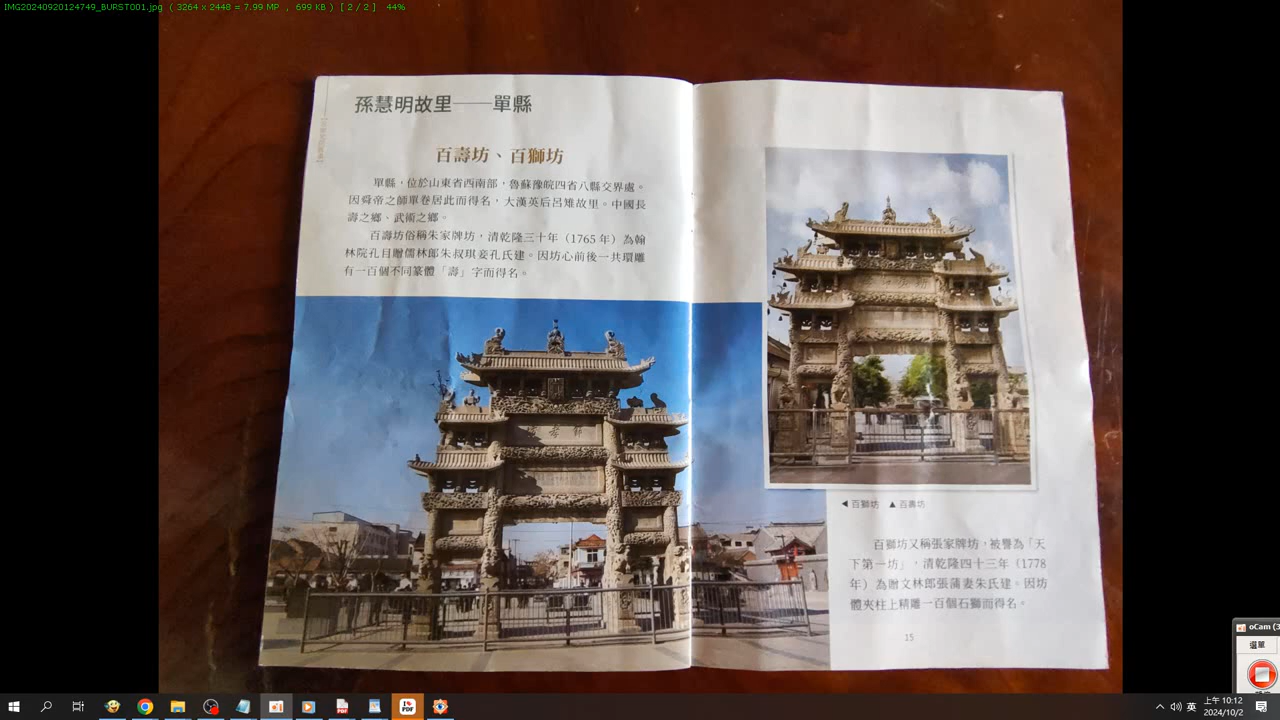 IMG20240920124749_BURST001.jpg ( 3264 x 2448 = 7.99 MP , 699 KB ) [ 2 / 2 ] 44%
孫慧明故里——單縣
百壽坊、百獅坊
單縣，位於山東省西南部，魯蘇豫皖四省八縣交界處。
因舜帝之師單卷居此而得名，大漢英后呂雉故里。中國長
壽之鄉、武術之鄉。
百壽坊俗稱朱家牌坊，清乾隆三十年（1765 年）為翰
林院孔目贈儒林郎朱叔琪妾孔氏建。因坊心前後一共環雕
有一百個不同篆體「壽」字而得名。
節孝
◀ 百獅坊 ▲ 百壽坊
百獅坊又稱張家牌坊，被譽為「天
下第一坊」，清乾隆四十三年（1778
年）為贈文林郎張蒲妻朱氏建。因坊
體夾柱上精雕一百個石獅而得名。
15
oCam (3
選單
PDF
I PDF
英
上午 10:12
2024/10/2